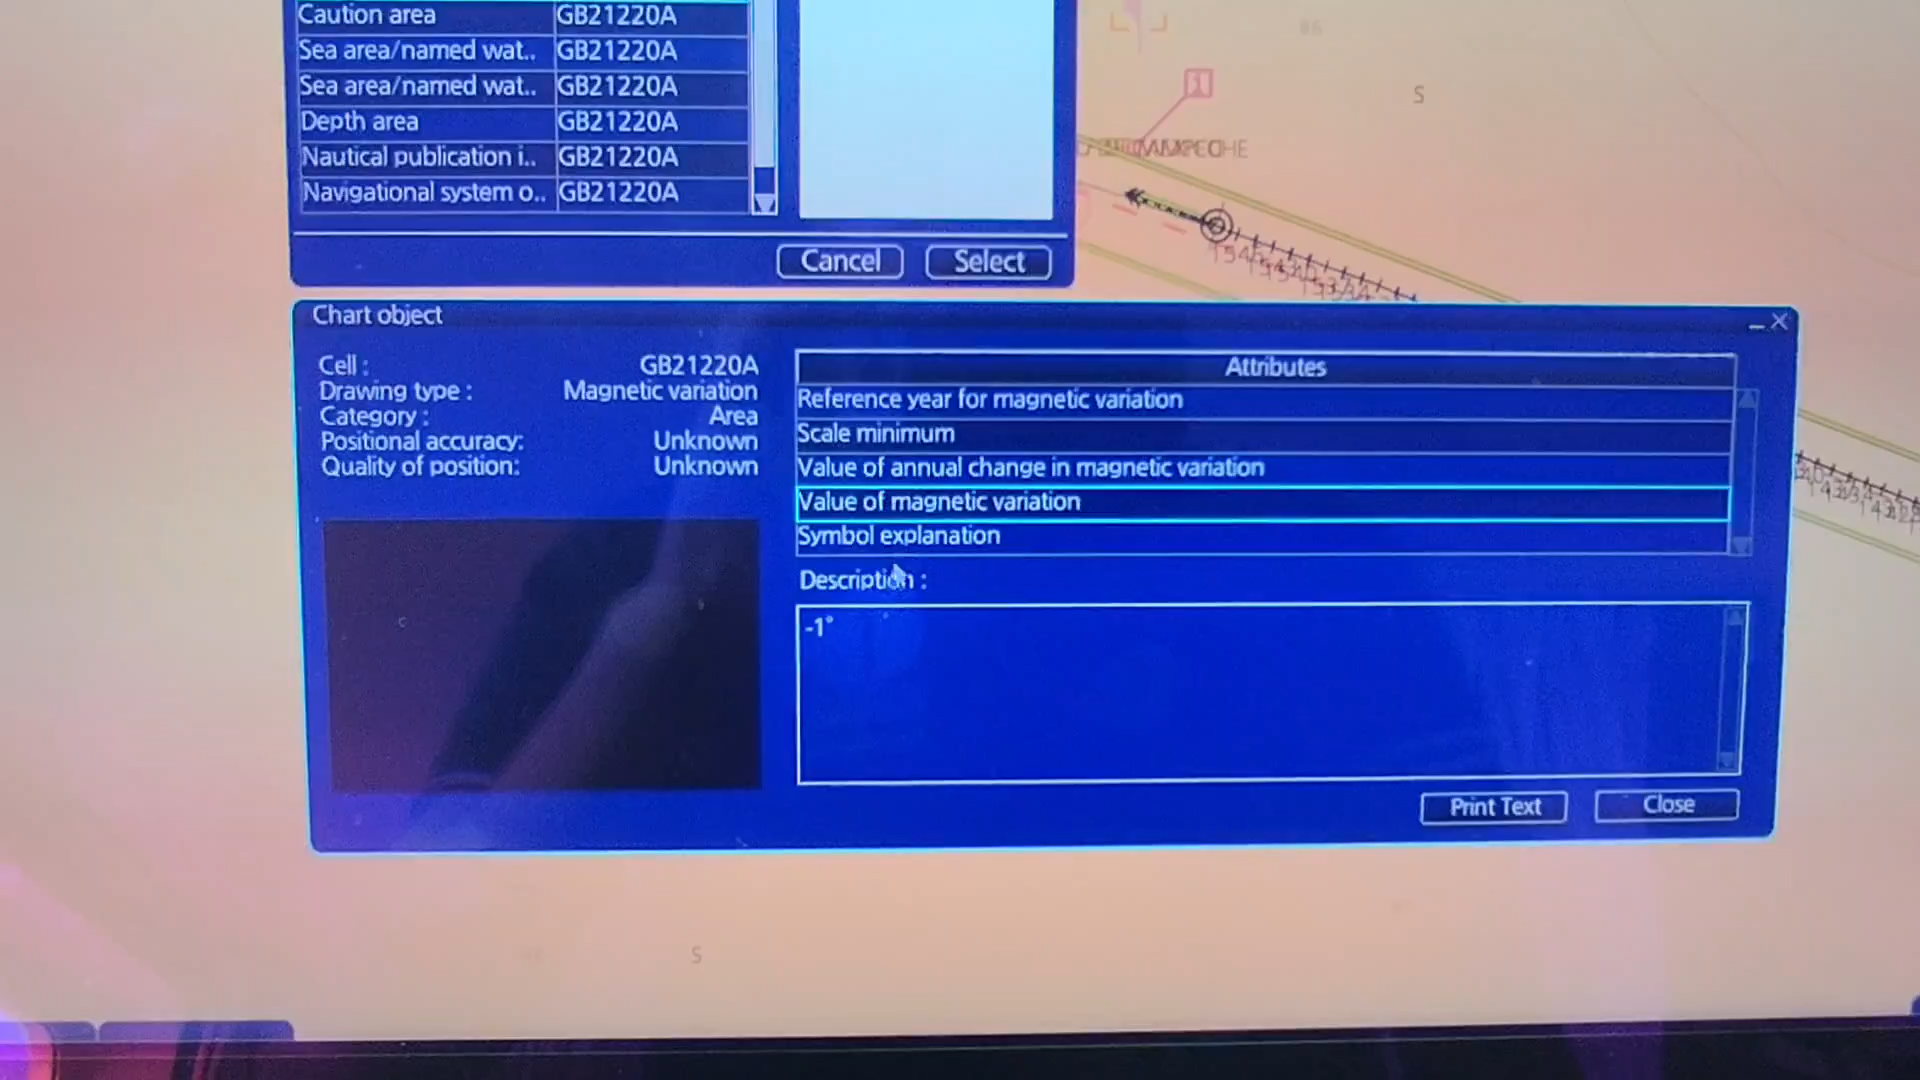 Caution area GB21220A
Sea area/named wat.. GB21220A
Sea area/named wat.. GB21220A
Depth area GB21220A
Nautical publication i.. GB21220A
Navigational system o.. GB21220A
Cancel Select
1
S
Chart object
Cell : GB21220A
Drawing type : Magnetic variation
Category : Area
Positional accuracy: Unknown
Quality of position: Unknown
Attributes
Reference year for magnetic variation
Scale minimum
Value of annual change in magnetic variation
Value of magnetic variation
Symbol explanation
Description :
-1°
Print Text Close
S